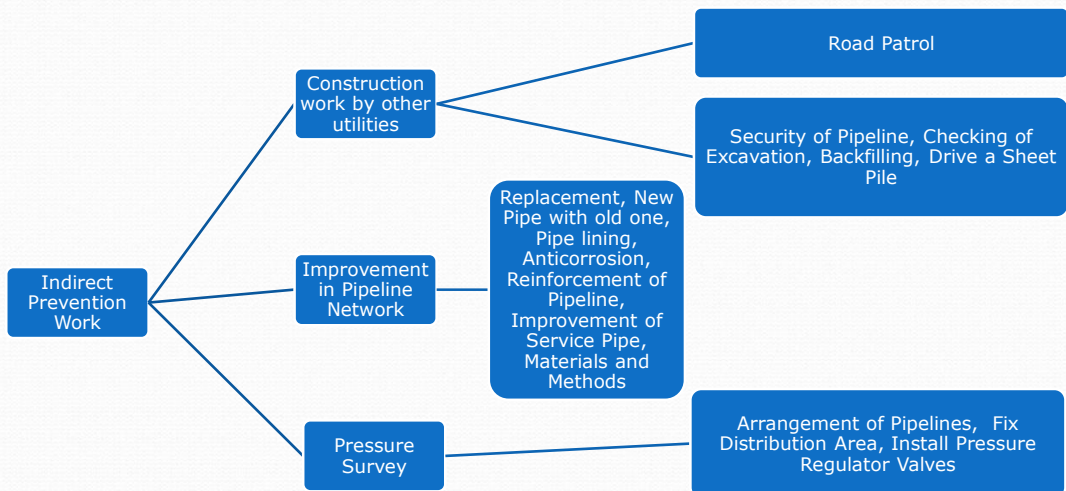 Road Patrol
Construction
work by other
utilities
Security of Pipeline, Checking of
Excavation, Backfilling, Drive a Sheet
Pile
Indirect
Prevention
Work
Improvement
in Pipeline
Network
Replacement, New
Pipe with old one,
Pipe lining,
Anticorrosion,
Reinforcement of
Pipeline,
Improvement of
Service Pipe,
Materials and
Methods
Pressure
Survey
Arrangement of Pipelines,  Fix
Distribution Area, Install Pressure
Regulator Valves